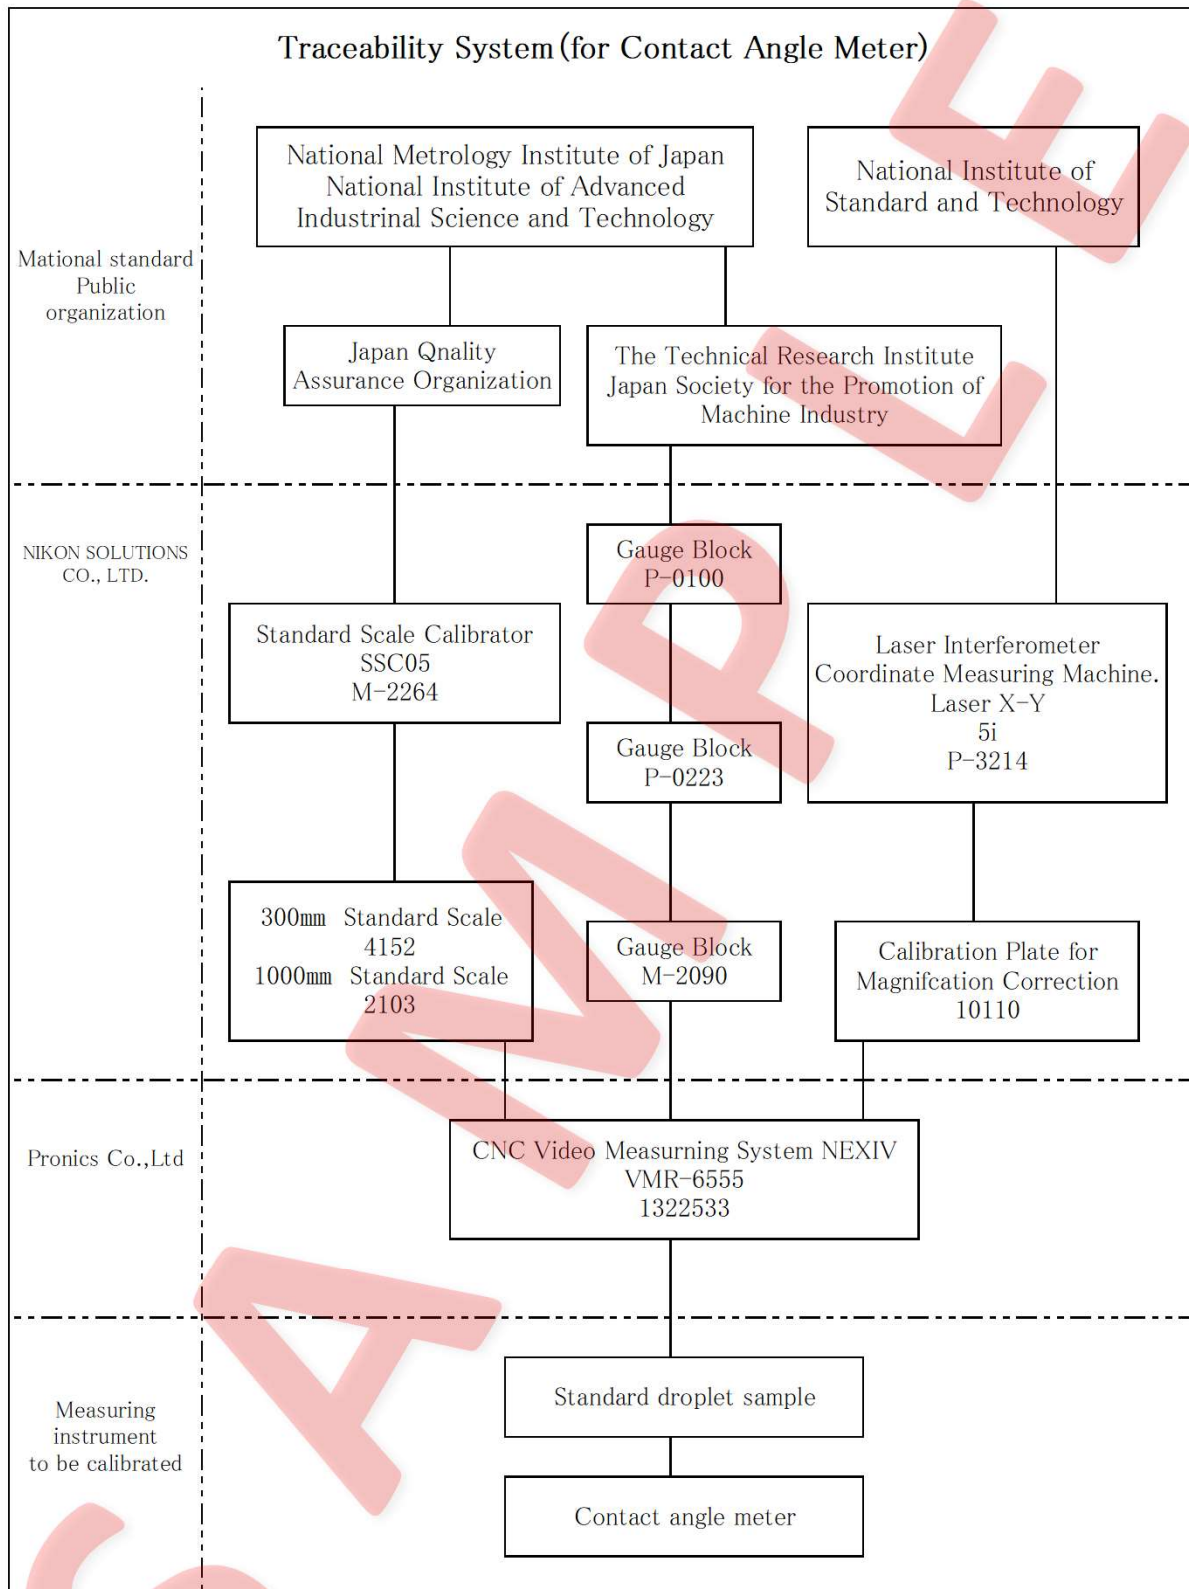 Traceability System(for Contact Angle Meter)
National Metrology Institute of Japan
National Institute of Advanced
Industrinal Science and Technology
National Institute of
Standard and Technology
Mational standard
Public
organization
Japan Qnality
Assurance Organization
The Technical Research Institute
Japan Society for the Promotion of
Machine Industry
NIKON SOLUTIONS
CO., LTD.
Gauge Block
P-0100
Standard Scale Calibrator
SSC05
M-2264
Laser Interferometer
Coordinate Measuring Machine.
Laser X-Y
5i
P-3214
Gauge Block
P-0223
300mm Standard Scale
4152
1000mm Standard Scale
2103
Gauge Block
M-2090
Calibration Plate for
Magnifcation Correction
10110
Pronics Co.,Ltd
CNC Video Measurning System NEXIV
VMR-6555
1322533
Measuring
instrument
to be calibrated
Standard droplet sample
Contact angle meter
SAMPLE